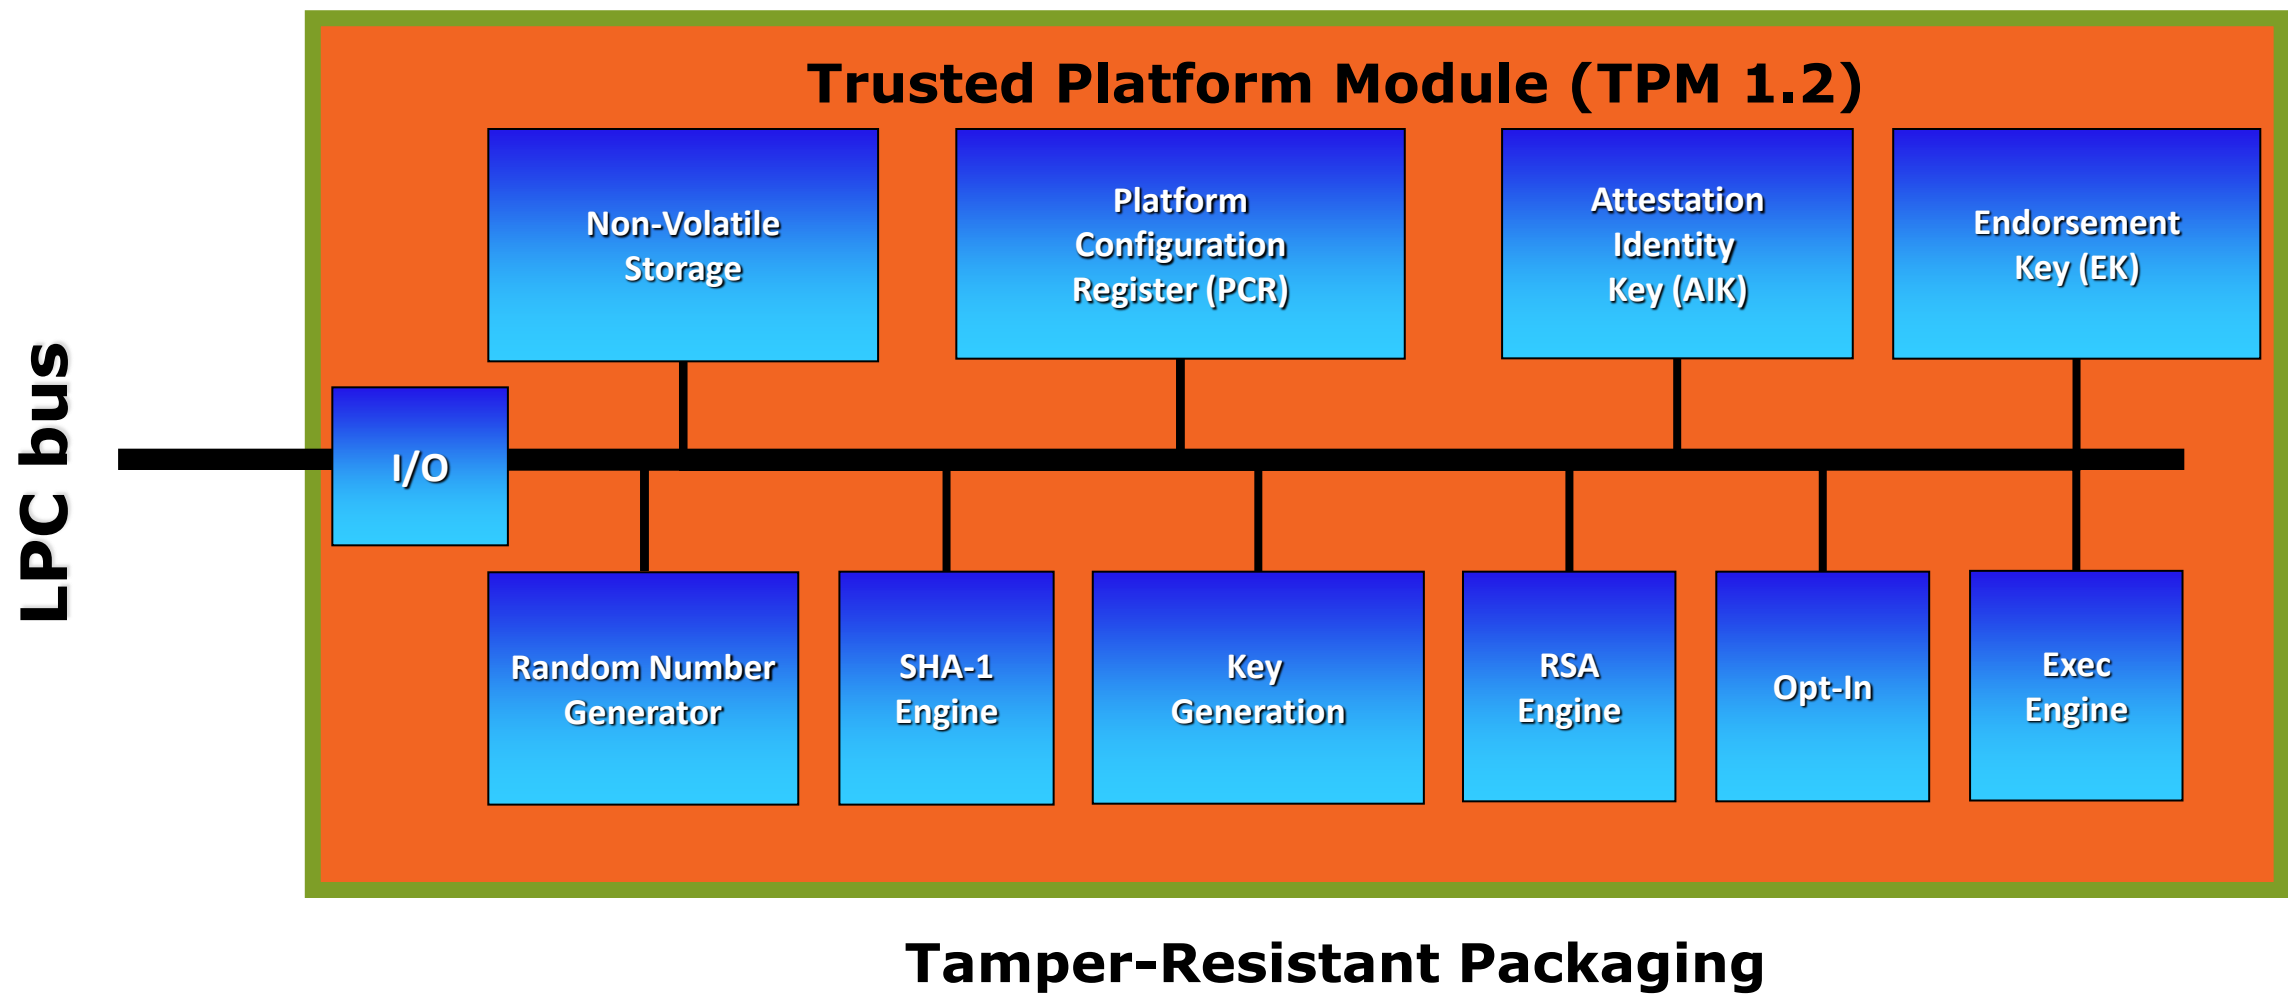 Trusted Platform Module (TPM 1.2)
Non-Volatile
Storage
Platform
Configuration
Register (PCR)
Attestation
Identity
Key (AIK)
Endorsement
Key (EK)
LPC bus
I/O
Random Number
Generator
SHA-1
Engine
Key
Generation
RSA
Engine
Opt-In
Exec
Engine
Tamper-Resistant Packaging